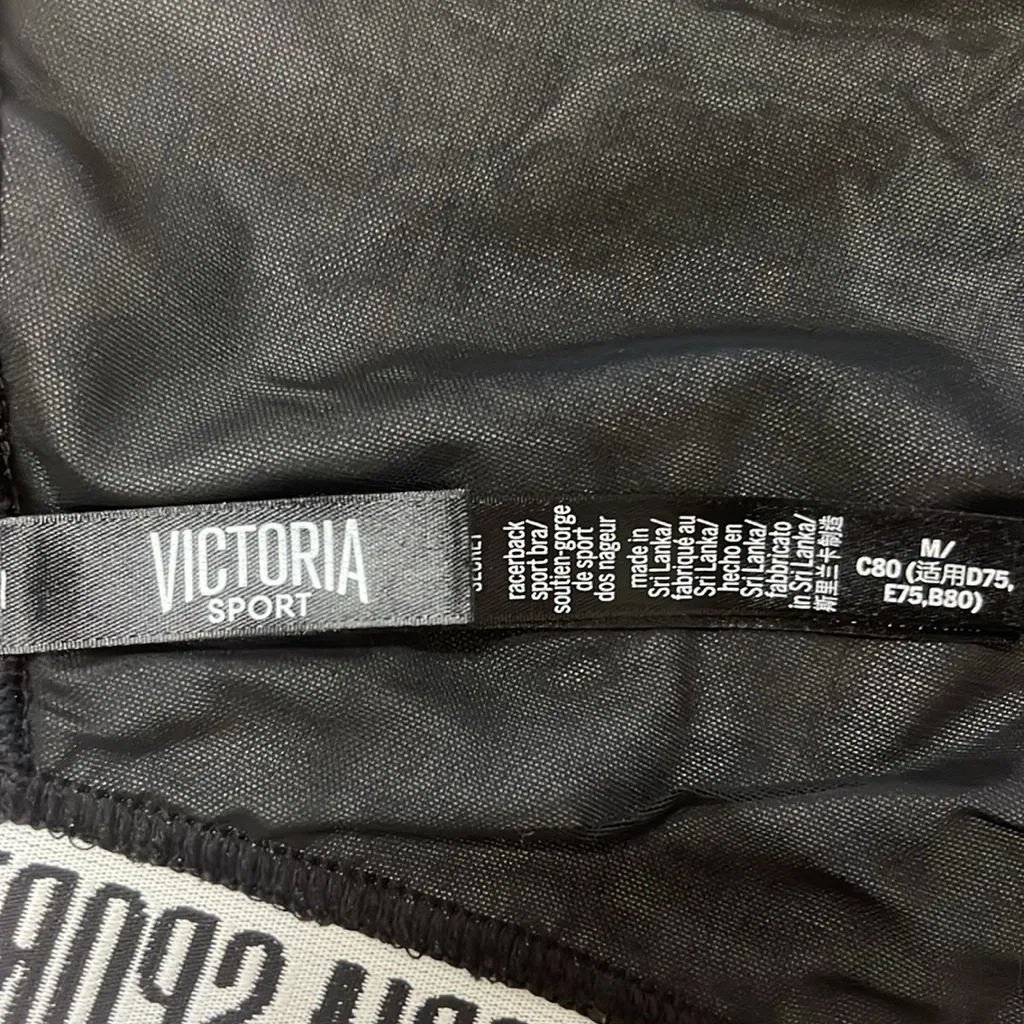 VICTORIA
SPORT
racerback
sport bra/
soutien-gorge
de sport
dos nageur
made in
Sri Lanka/
fabriqué au
Sri Lanka/
hecho en
Sri Lanka/
fabbricato
in Sri Lanka/
斯里兰卡制造
M/
C80 (适用D75,
E75,B80)